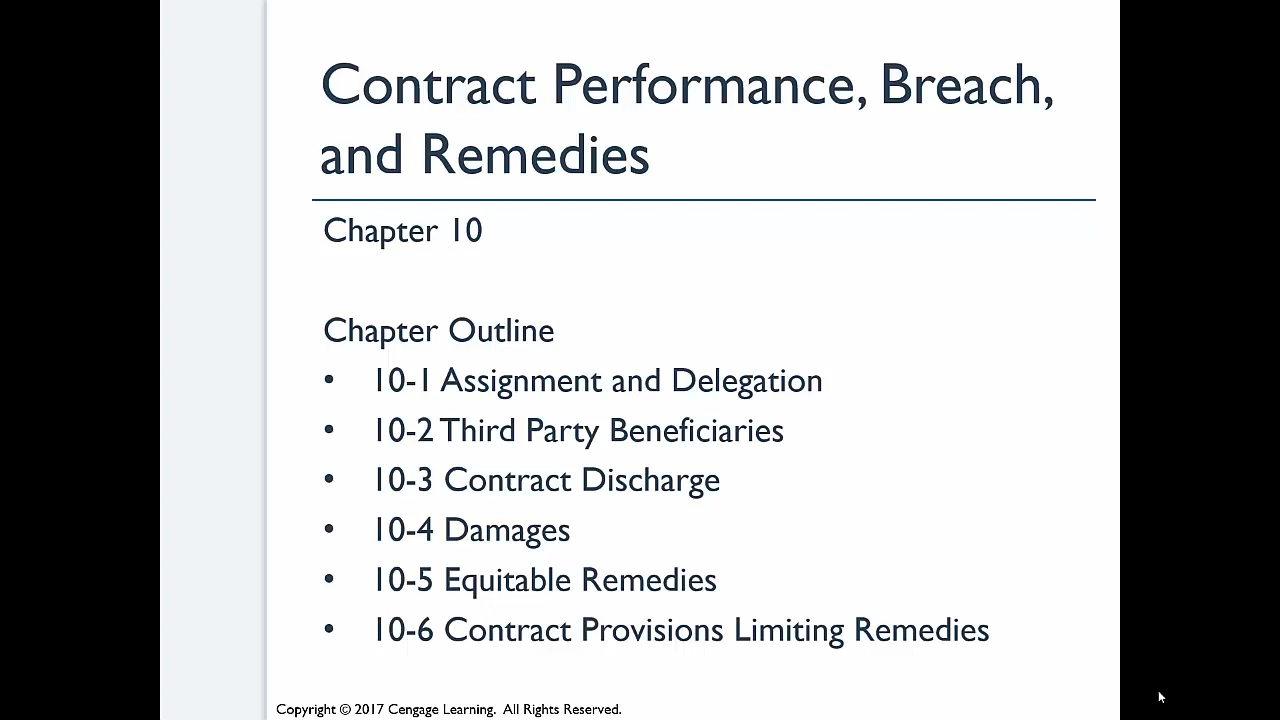 Contract Performance, Breach,
and Remedies
Chapter 10
Chapter Outline
• 10-1 Assignment and Delegation
• 10-2 Third Party Beneficiaries
• 10-3 Contract Discharge
• 10-4 Damages
• 10-5 Equitable Remedies
• 10-6 Contract Provisions Limiting Remedies
Copyright © 2017 Cengage Learning. All Rights Reserved.